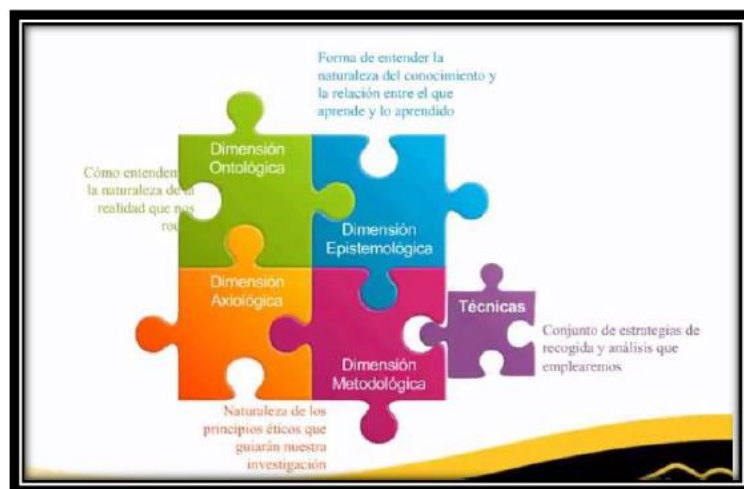 Forma de entender la
naturaleza del conocimiento y
la relación entre el que
aprende y lo aprendido
Dimensión
Ontológica
Cómo entendem
la naturaleza de la
realidad que nos
Dimensión
Epistemológica
Dimensión
Axiológica
Técnicas
Conjunto de estrategias de
recogida y análisis que
emplearemos
Dimensión
Metodológica
Naturaleza de los
principios éticos que
guiarán nuestra
investigación